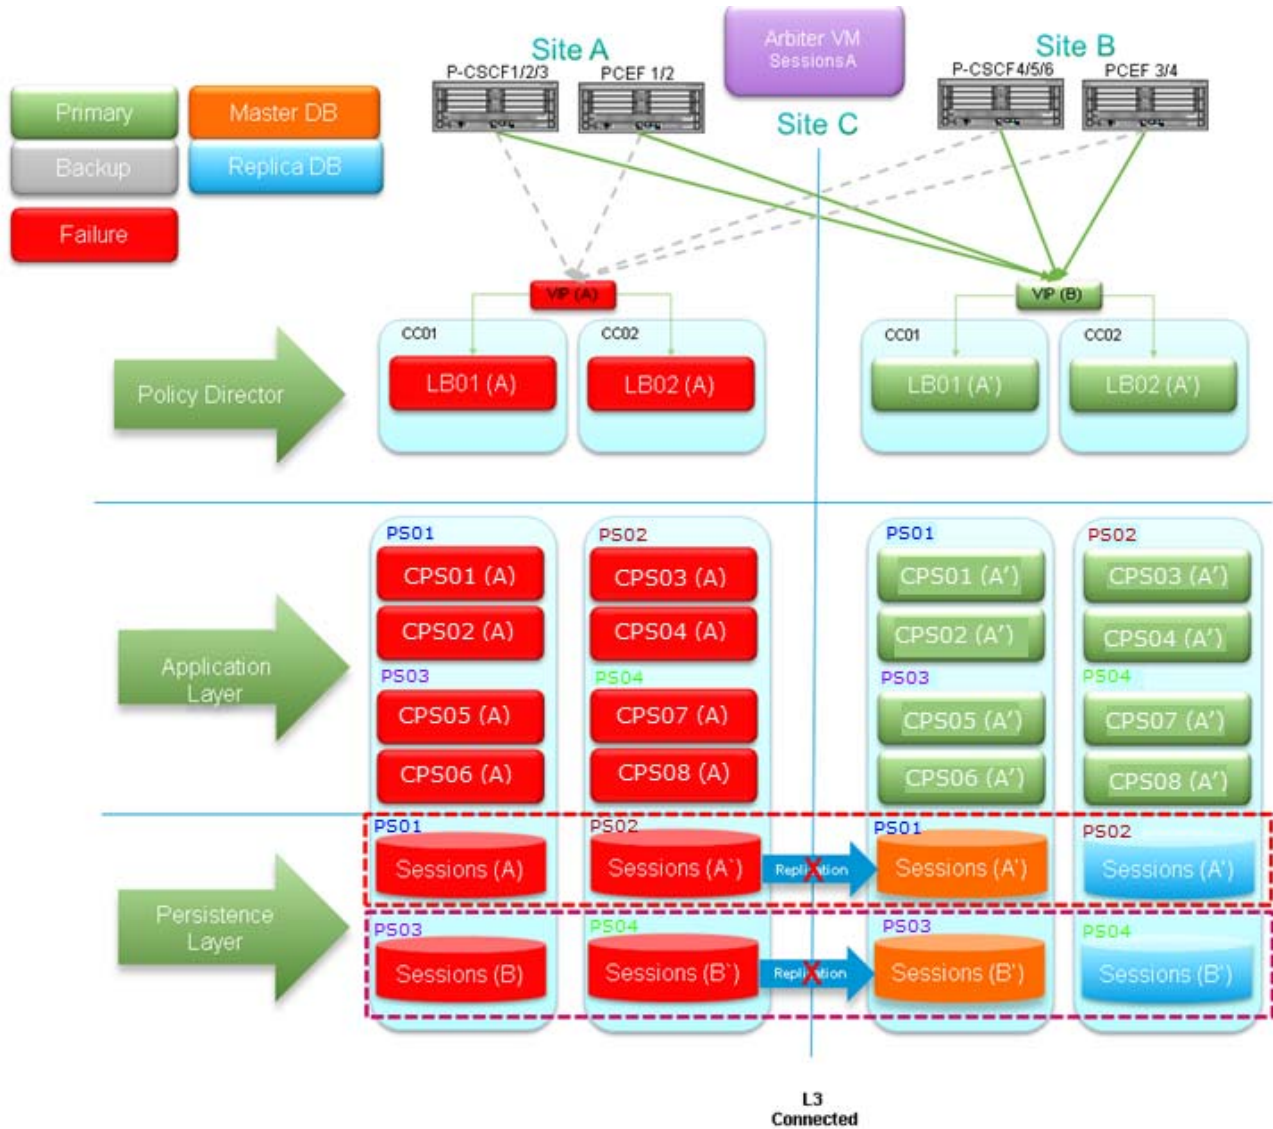 Site A
Arbiter VM
SessionsA
Site B
P-CSCF1/2/3
PCEF 1/2
P-CSCF4/5/6
PCEF 3/4
Site C
Primary
Master DB
Backup
Replica DB
Failure
VIP (A)
VIP (B)
CC01
CC02
CC01
CC02
Policy Director
LB01 (A)
LB02 (A)
LB01 (A')
LB02 (A')
PS01
PS02
PS01
PS02
CPS01 (A)
CPS03 (A)
CPS01 (A')
CPS03 (A')
CPS02 (A)
CPS04 (A)
CPS02 (A')
CPS04 (A')
Application
Layer
PS03
PS04
PS03
PS04
CPS05 (A)
CPS07 (A)
CPS05 (A')
CPS07 (A')
CPS06 (A)
CPS08 (A)
CPS06 (A')
CPS08 (A')
PS01
PS02
PS01
PS02
Sessions (A)
Sessions (A`)
Replication
X
Sessions (A')
Sessions (A')
Persistence
Layer
PS03
PS04
PS03
PS04
Sessions (B)
Sessions (B`)
Replication
X
Sessions (B')
Sessions (B')
L3
Connected